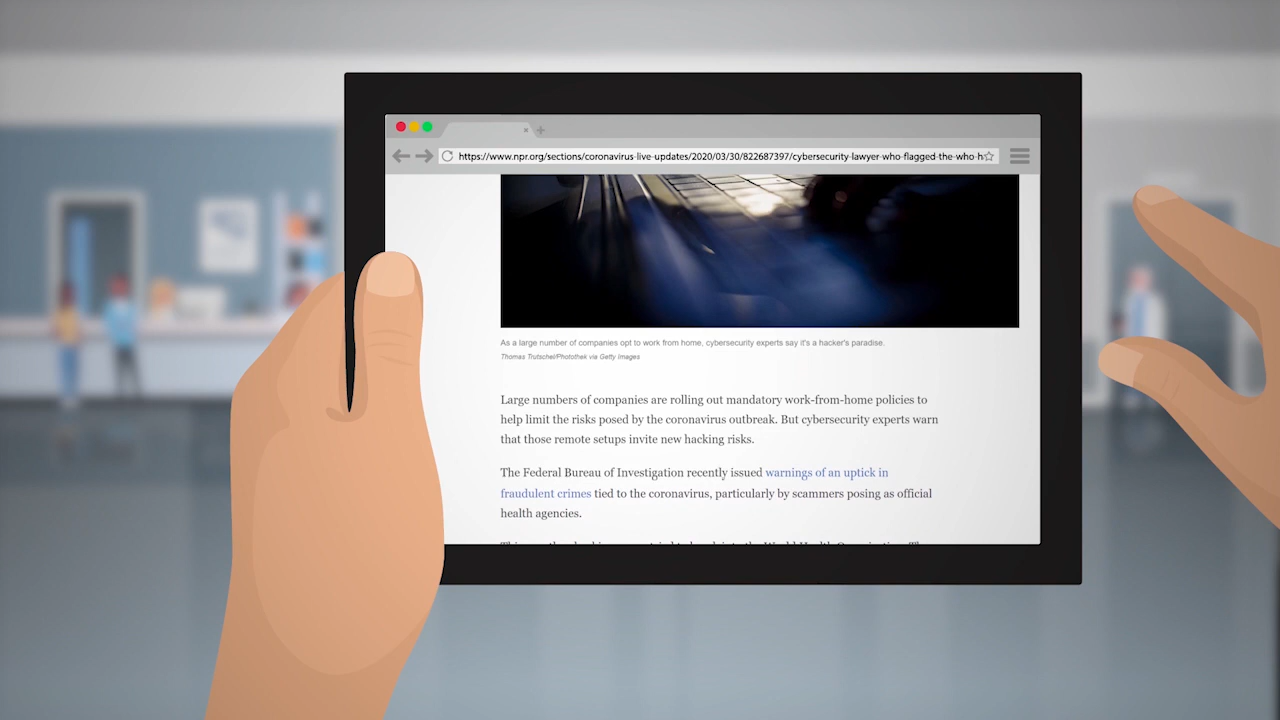 https://www.npr.org/sections/coronavirus-live-updates/2020/03/30/822687397/cybersecurity-lawyer-who-flagged-the-who-h
As a large number of companies opt to work from home, cybersecurity experts say it's a hacker's paradise.
Thomas Trutschel/Photothek via Getty Images
Large numbers of companies are rolling out mandatory work-from-home policies to
help limit the risks posed by the coronavirus outbreak. But cybersecurity experts warn
that those remote setups invite new hacking risks.
The Federal Bureau of Investigation recently issued warnings of an uptick in
fraudulent crimes tied to the coronavirus, particularly by scammers posing as official
health agencies.